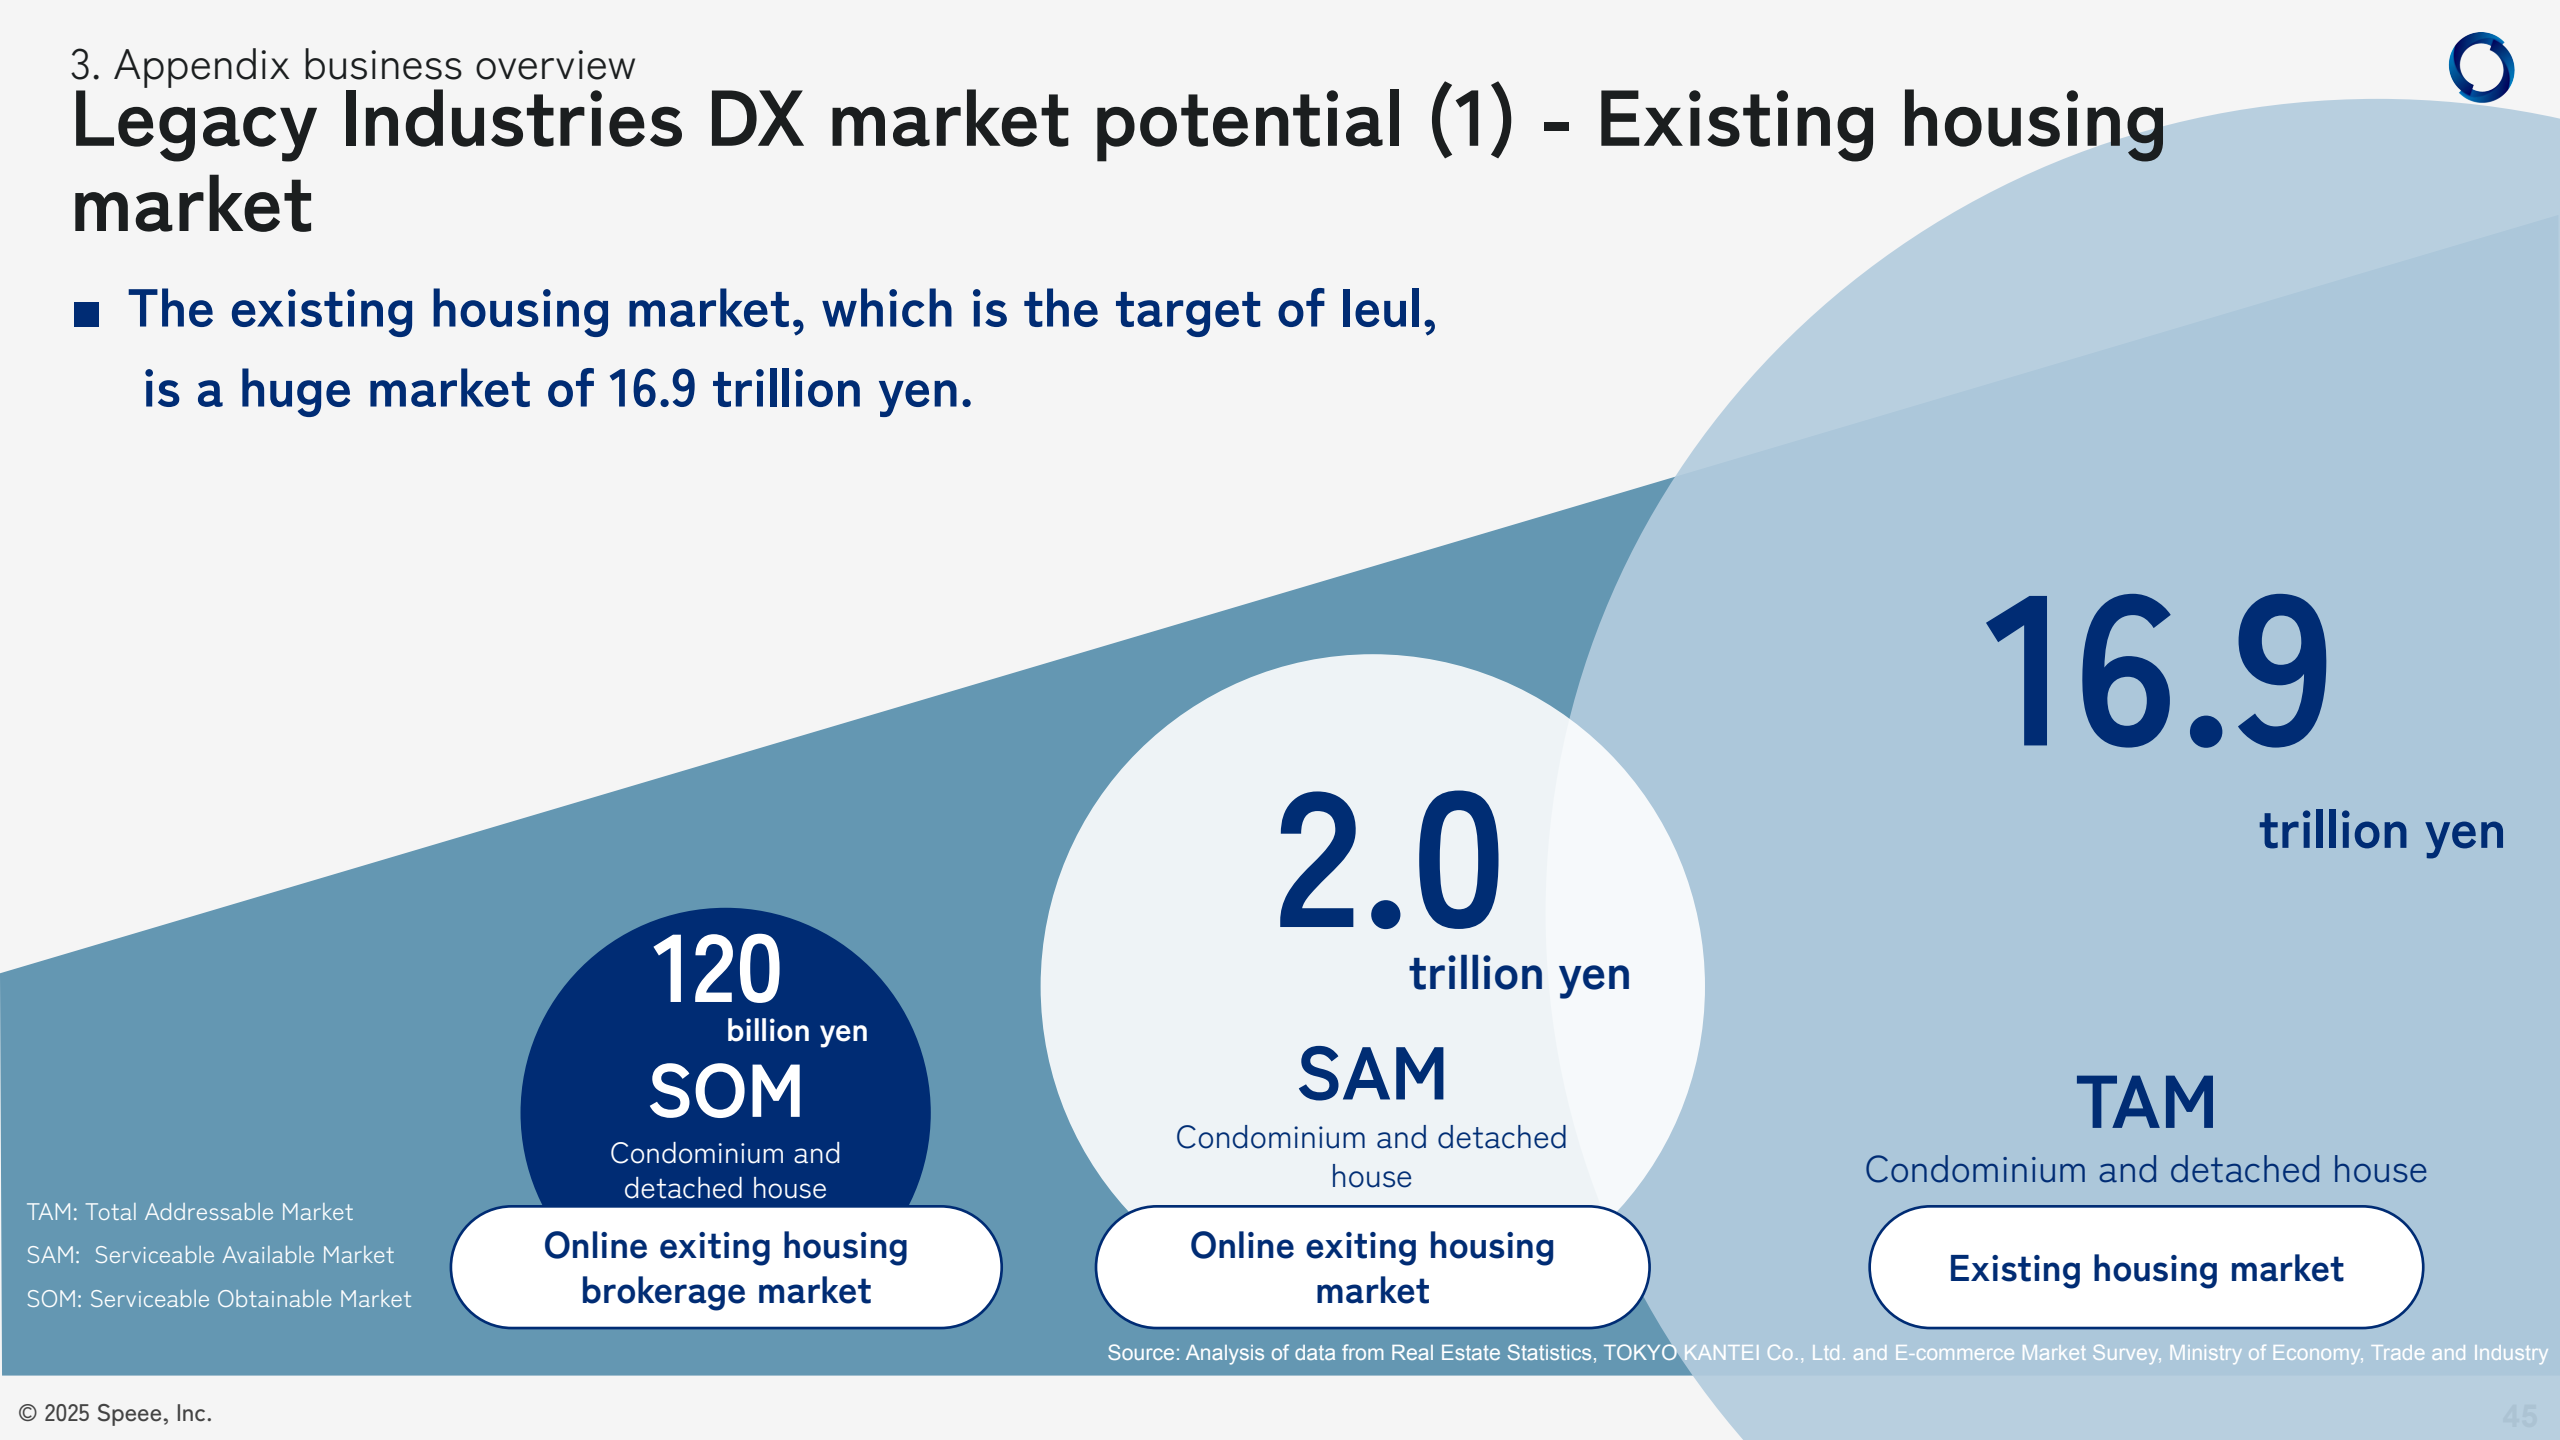 3. Appendix business overview
Legacy Industries DX market potential (1) - Existing housing
market
■ The existing housing market, which is the target of Ieul,
is a huge market of 16.9 trillion yen.
120
billion yen
SOM
Condominium and
detached house
Online exiting housing
brokerage market
2.0
trillion yen
SAM
Condominium and detached
house
Online exiting housing
market
16.9
trillion yen
TAM
Condominium and detached house
Existing housing market
TAM: Total Addressable Market
SAM: Serviceable Available Market
SOM: Serviceable Obtainable Market
Source: Analysis of data from Real Estate Statistics, TOKYO KANTEI Co., Ltd. and E-commerce Market Survey, Ministry of Economy, Trade and Industry
© 2025 Speee, Inc.
45